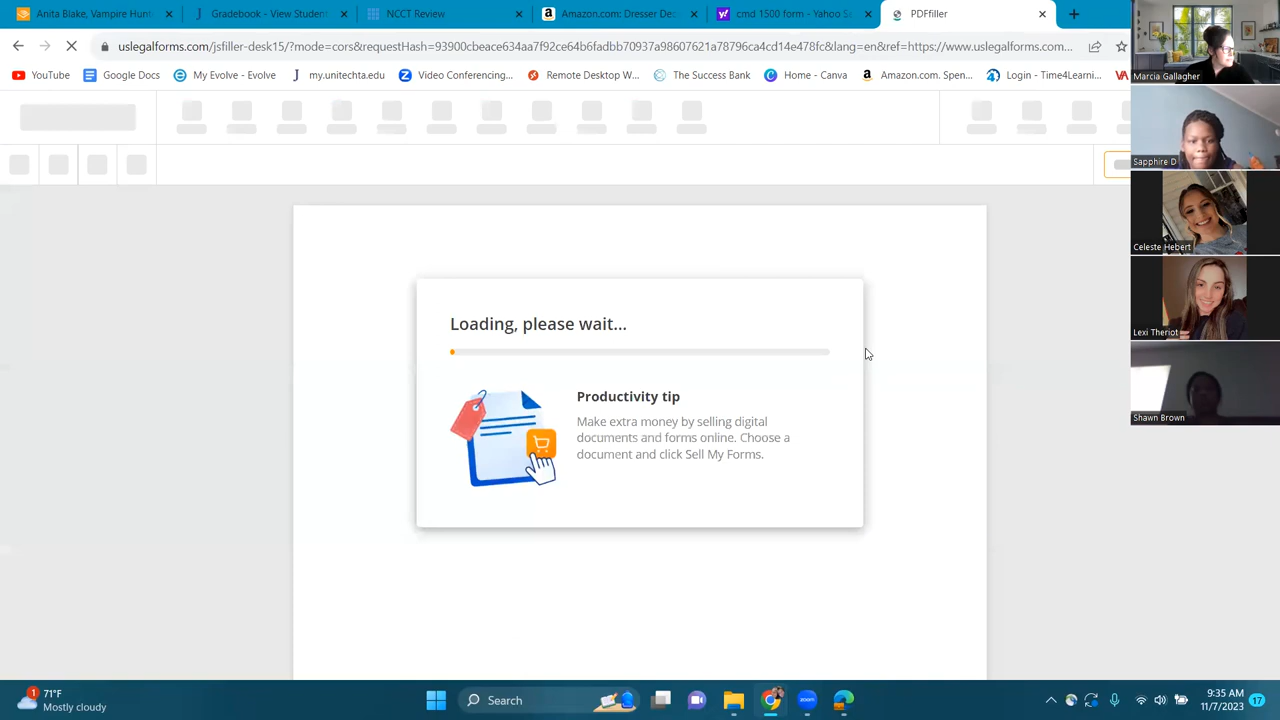 Anita Blake, Vampire Hunt
Gradebook - View Student
NCCT Review
Amazon.com: Dresser Dec
cmd 1500 form - Yahoo S
PDFfiller
uslegalforms.com/jsfiller-desk15/?mode=cors&requestHash=93900cbeace634aa7f92ce64b6fadbb70937a98607621a78796ca4cd14e478fc&lang=en&ref=https://www.uslegalforms.com...
YouTube
Google Docs
My Evolve - Evolve
my.unitechta.edu
Video Conferencing...
Remote Desktop W...
The Success Bank
Home - Canva
Amazon.com. Spen...
Login - Time4Learni...
Marcia Gallagher
Sapphire D
Celeste Hebert
Lexi Theriot
Shawn Brown
Loading, please wait...
Productivity tip
Make extra money by selling digital
documents and forms online. Choose a
document and click Sell My Forms.
1
71°F
Mostly cloudy
Search
zoom
9:35 AM
11/7/2023
17